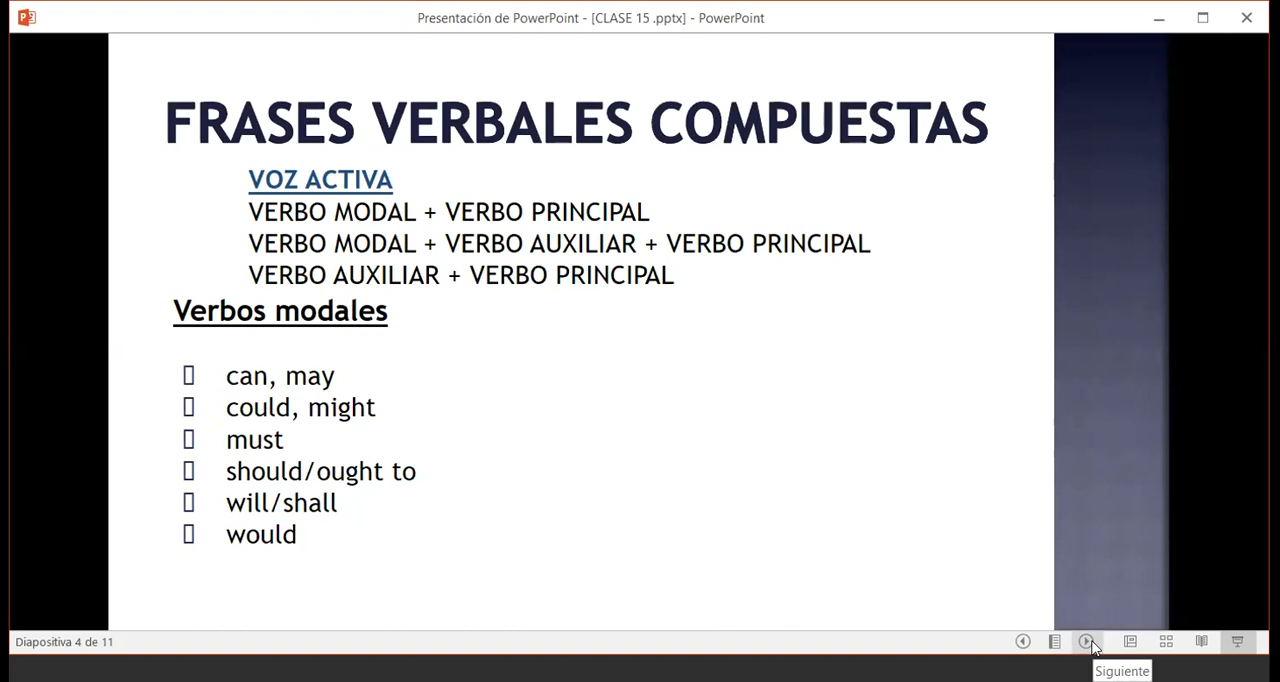 Presentación de PowerPoint - [CLASE 15 .pptx] - PowerPoint
FRASES VERBALES COMPUESTAS
VOZ ACTIVA
VERBO MODAL + VERBO PRINCIPAL
VERBO MODAL + VERBO AUXILIAR + VERBO PRINCIPAL
VERBO AUXILIAR + VERBO PRINCIPAL
Verbos modales
can, may
could, might
must
should/ought to
will/shall
would
Diapositiva 4 de 11
Siguiente